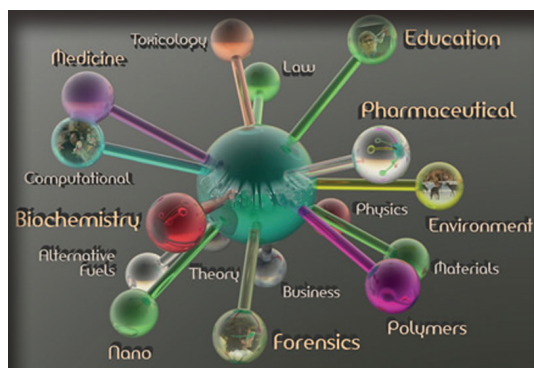 Toxicology
Education
Medicine
Law
Pharmaceutical
Computational
Biochemistry
Physics
Environment
Alternative
Fuels
Theory
Materials
Business
Polymers
Nano
Forensics